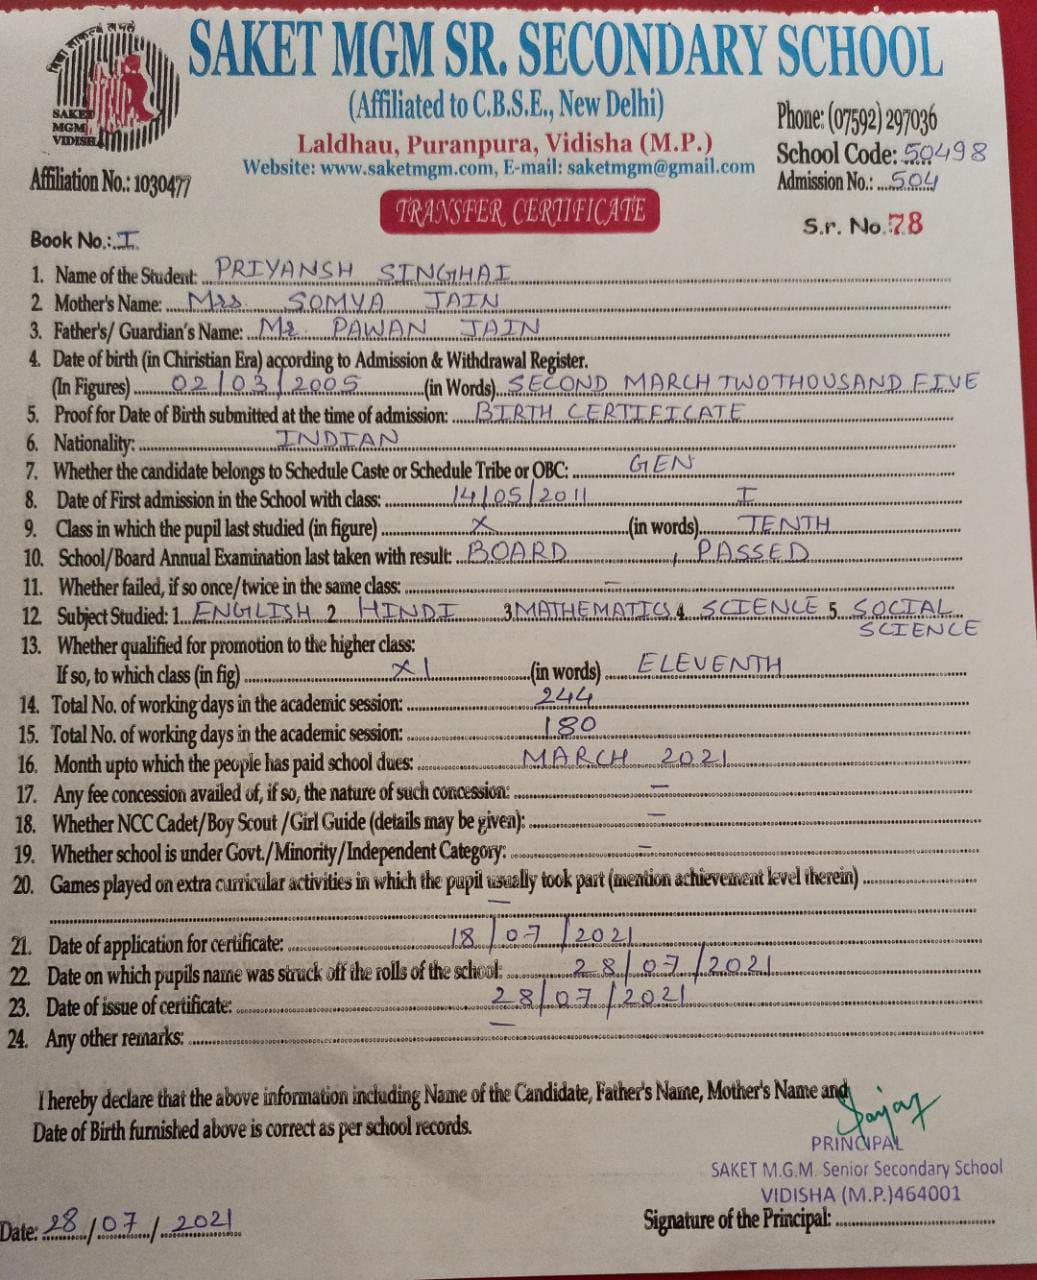 SAKET MGM SR. SECONDARY SCHOOL
(Affiliated to C.B.S.E., New Delhi)
Laldhau, Puranpura, Vidisha (M.P.)
Website: www.saketmgm.com, E-mail: saketmgm@gmail.com
SAKET
MGM
VIDISHA
Phone: (07592) 297036
School Code: 50498
Affiliation No.: 1030477
Admission No.: 504
TRANSFER CERTIFICATE
Book No.: I
S.r. No. 78
1. Name of the Student: PRIYANSH SINGHAI
2. Mother's Name: Mrs. SOMYA JAIN
3. Father's/ Guardian's Name: Mr. PAWAN JAIN
4. Date of birth (in Chiristian Era) according to Admission & Withdrawal Register.
(In Figures) 02/03/2005 (in Words) SECOND MARCH TWOTHOUSAND FIVE
5. Proof for Date of Birth submitted at the time of admission: BIRTH CERTIFICATE
6. Nationality: INDIAN
7. Whether the candidate belongs to Schedule Caste or Schedule Tribe or OBC: GEN
8. Date of First admission in the School with class: 14/05/2011 I
9. Class in which the pupil last studied (in figure) X (in words) TENTH
10. School/Board Annual Examination last taken with result: BOARD , PASSED
11. Whether failed, if so once/twice in the same class: –
12. Subject Studied: 1. ENGLISH 2 HINDI 3 MATHEMATICS 4. SCIENCE 5. SOCIAL
SCIENCE
13. Whether qualified for promotion to the higher class:
If so, to which class (in fig) XI (in words) ELEVENTH
14. Total No. of working days in the academic session: 244
15. Total No. of working days in the academic session: 180
16. Month upto which the people has paid school dues: MARCH 2021
17. Any fee concession availed of, if so, the nature of such concession: –
18. Whether NCC Cadet/Boy Scout /Girl Guide (details may be given): –
19. Whether school is under Govt./Minority/Independent Category: –
20. Games played on extra curricular activities in which the pupil usually took part (mention achievement level therein)
–
21. Date of application for certificate: 18/07/2021
22. Date on which pupils name was struck off the rolls of the school: 28/07/2021
23. Date of issue of certificate: 28/07/2021
24. Any other remarks: –
I hereby declare that the above information including Name of the Candidate, Father's Name, Mother's Name and
Date of Birth furnished above is correct as per school records.
PRINCIPAL
SAKET M.G.M. Senior Secondary School
VIDISHA (M.P.)464001
Date: 28/07/2021
Signature of the Principal: